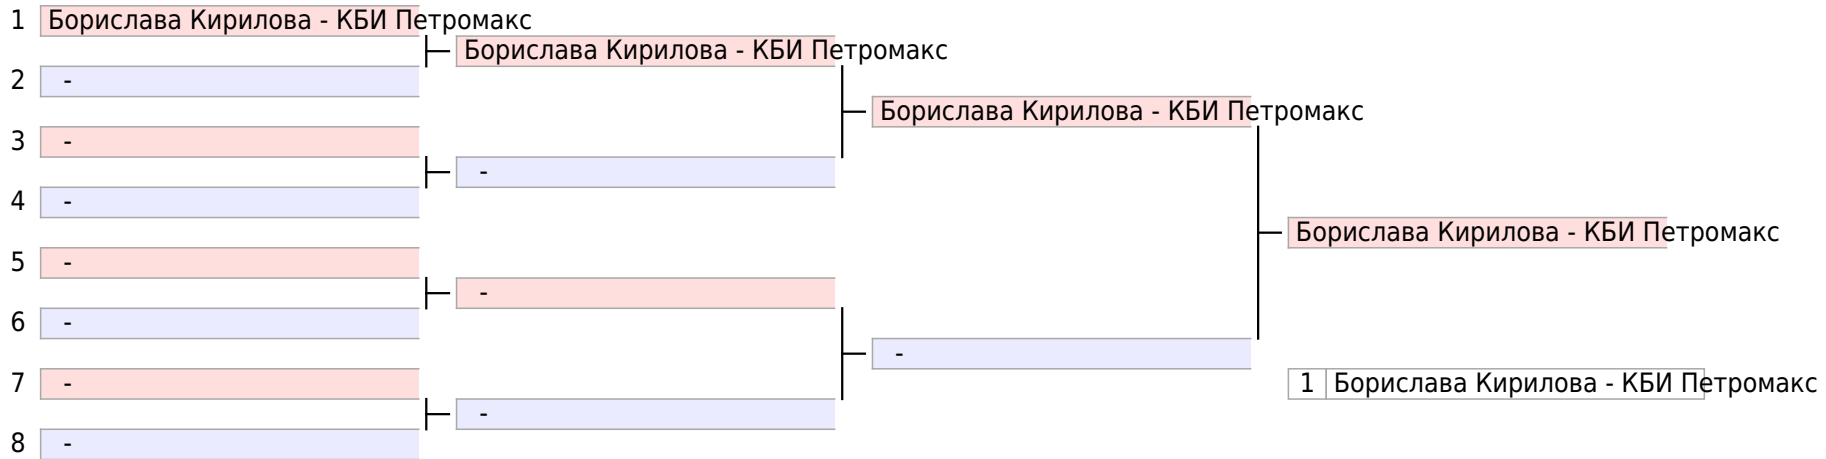 1 Борислава Кирилова - КБИ Петромакс
Борислава Кирилова - КБИ Петромакс
2 -
Борислава Кирилова - КБИ Петромакс
3 -
-
4 -
Борислава Кирилова - КБИ Петромакс
5 -
-
6 -
-
7 -
1 Борислава Кирилова - КБИ Петромакс
-
8 -